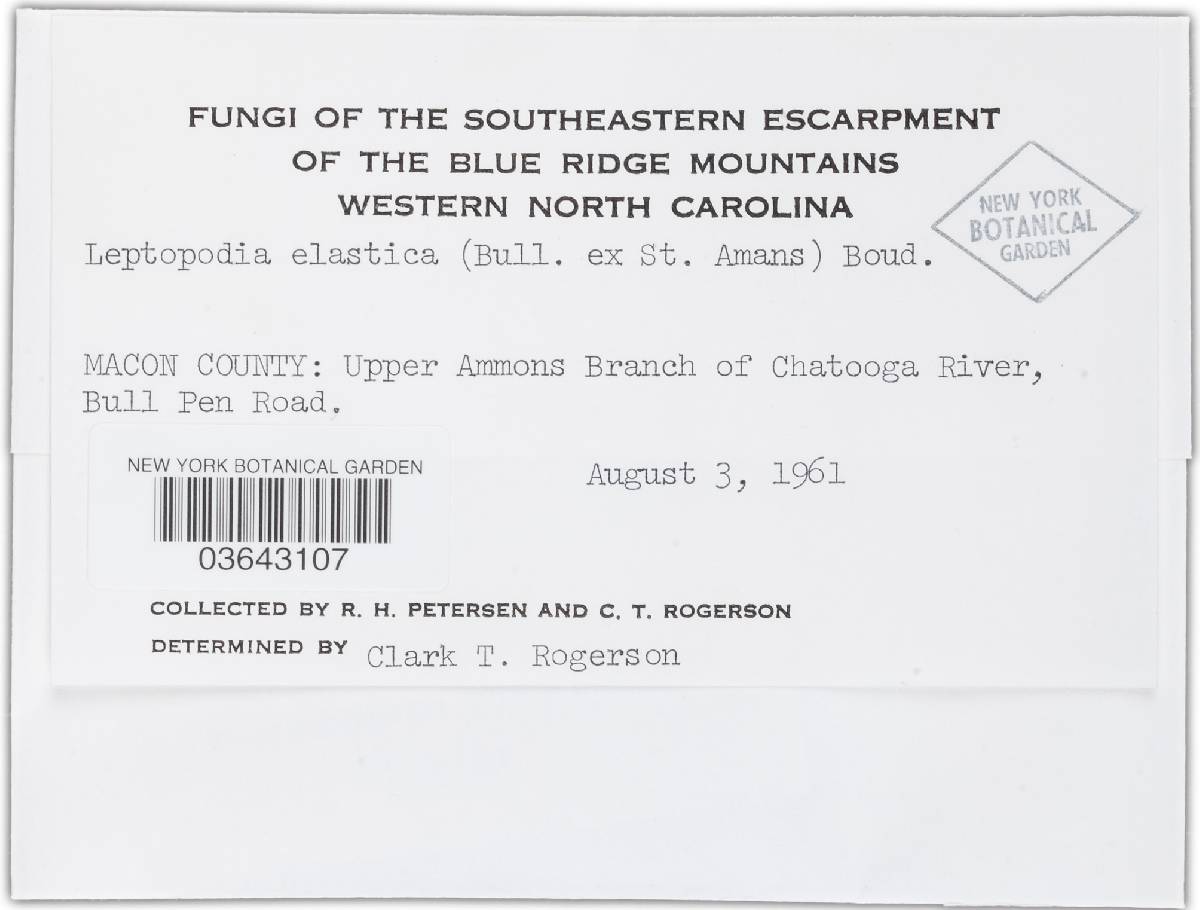 FUNGI OF THE SOUTHEASTERN ESCARPMENT
OF THE BLUE RIDGE MOUNTAINS
WESTERN NORTH CAROLINA
NEW YORK
BOTANICAL
GARDEN
Leptopodia elastica (Bull. ex St. Amans) Boud.
MACON COUNTY: Upper Ammons Branch of Chatooga River,
Bull Pen Road.
NEW YORK BOTANICAL GARDEN
03643107
August 3, 1961
COLLECTED BY R. H. PETERSEN AND C. T. ROGERSON
DETERMINED BY Clark T. Rogerson